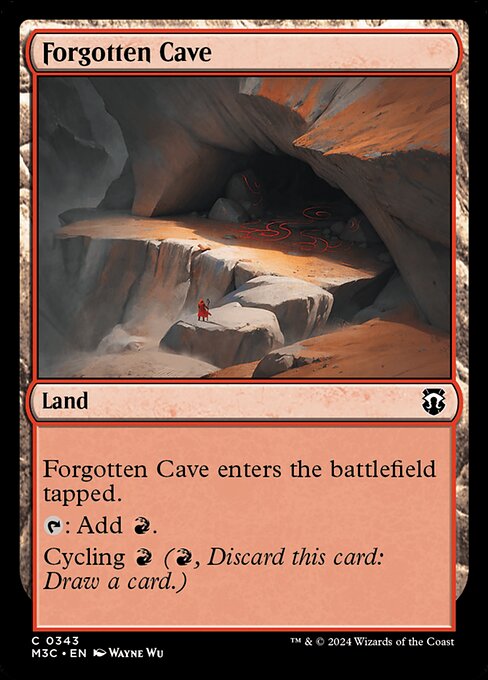 Forgotten Cave
Land
Forgotten Cave enters the battlefield
tapped.
: Add .
Cycling (, Discard this card:
Draw a card.)
C 0343
M3C • EN Wayne Wu
™ & © 2024 Wizards of the Coast